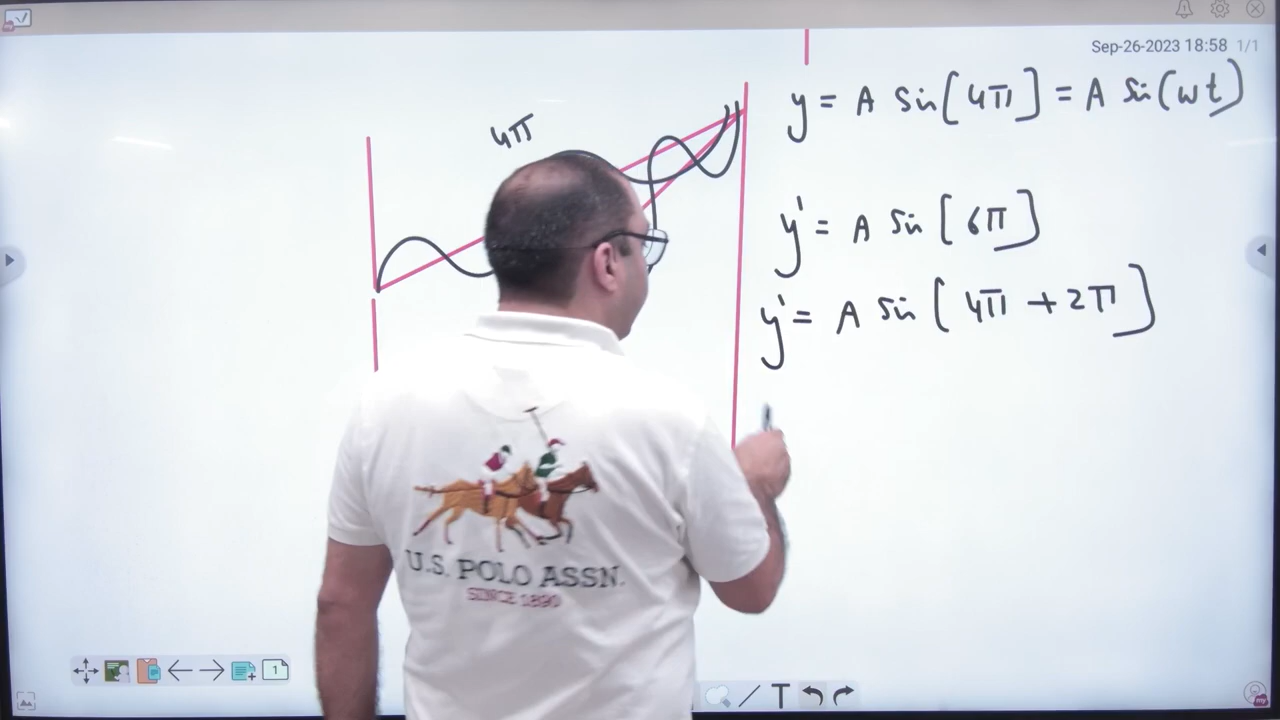 Sep-26-2023 18:58 1/1
y = A Sin[4π] = A Sin(wt)
4π
y' = A Sin [6π]
y' = A Sin [4π + 2π]
U.S. POLO ASSN.
SINCE 1890
1
T